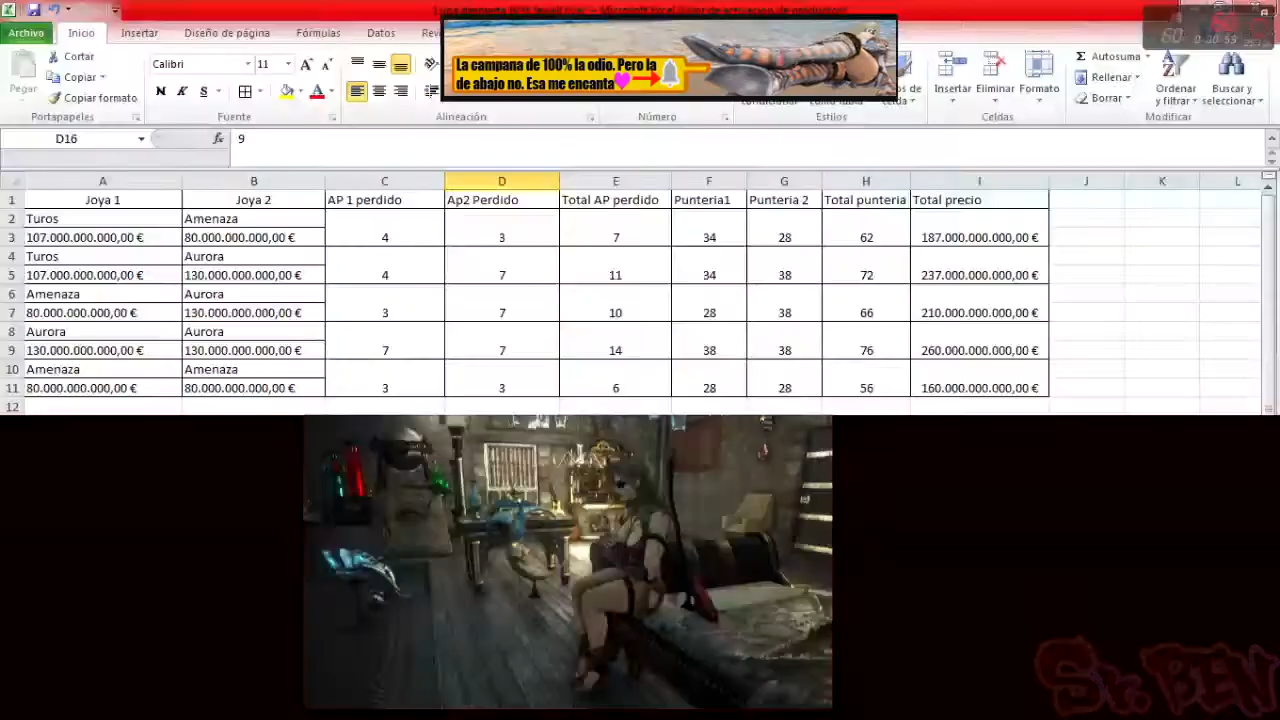 Archivo Inicio Insertar Diseño de página Fórmulas Datos
La campana de 100% la odio. Pero la
de abajo no. Esa me encanta
Pegar
Cortar
Copiar
Copiar formato
Calibri 11
N K S
Insertar Eliminar Formato
Autosuma
Rellenar
Borrar
Ordenar
y filtrar
Buscar y
seleccionar
Portapapeles Fuente Alineación Número Estilos Celdas Modificar
D16 fx 9
A B C D E F G H I J K L
1 Joya 1 Joya 2 AP 1 perdido Ap2 Perdido Total AP perdido Punteria1 Punteria 2 Total punteria Total precio
2 Turos Amenaza
3 107.000.000.000,00 € 80.000.000.000,00 € 4 3 7 34 28 62 187.000.000.000,00 €
4 Turos Aurora
5 107.000.000.000,00 € 130.000.000.000,00 € 4 7 11 34 38 72 237.000.000.000,00 €
6 Amenaza Aurora
7 80.000.000.000,00 € 130.000.000.000,00 € 3 7 10 28 38 66 210.000.000.000,00 €
8 Aurora Aurora
9 130.000.000.000,00 € 130.000.000.000,00 € 7 7 14 38 38 76 260.000.000.000,00 €
10 Amenaza Amenaza
11 80.000.000.000,00 € 80.000.000.000,00 € 3 3 6 28 28 56 160.000.000.000,00 €
12
Sr. BEN